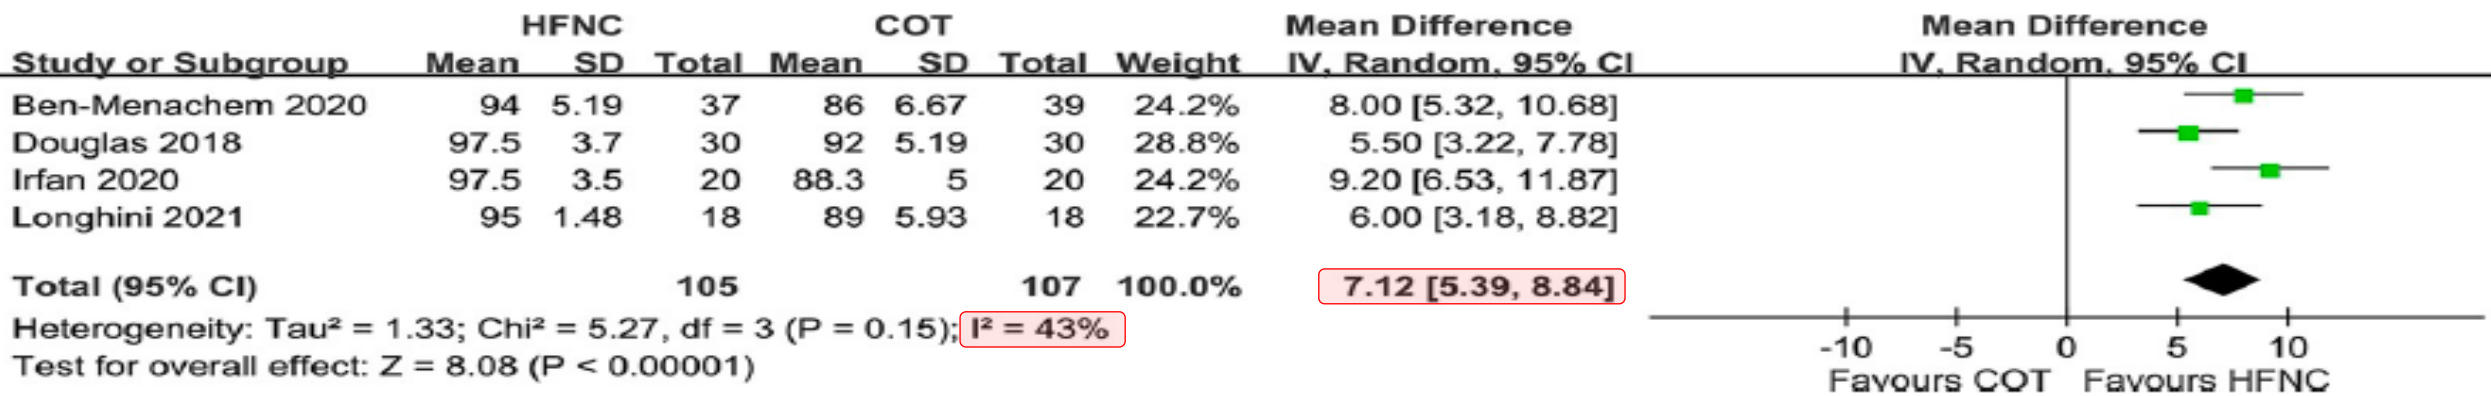 HFNC COT Mean Difference Mean Difference
Study or Subgroup Mean SD Total Mean SD Total Weight IV, Random, 95% CI IV, Random, 95% CI
Ben-Menachem 2020 94 5.19 37 86 6.67 39 24.2% 8.00 [5.32, 10.68]
Douglas 2018 97.5 3.7 30 92 5.19 30 28.8% 5.50 [3.22, 7.78]
Irfan 2020 97.5 3.5 20 88.3 5 20 24.2% 9.20 [6.53, 11.87]
Longhini 2021 95 1.48 18 89 5.93 18 22.7% 6.00 [3.18, 8.82]
Total (95% CI) 105 107 100.0% 7.12 [5.39, 8.84]
Heterogeneity: Tau² = 1.33; Chi² = 5.27, df = 3 (P = 0.15); I² = 43%
Test for overall effect: Z = 8.08 (P < 0.00001)
-10 -5 0 5 10
Favours COT Favours HFNC